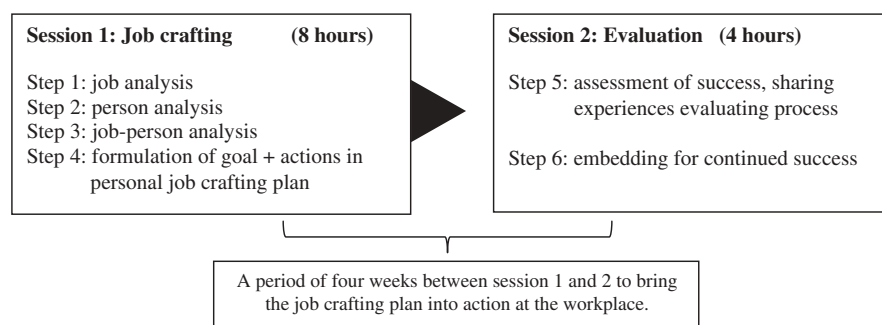 Session 1: Job crafting (8 hours)
Step 1: job analysis
Step 2: person analysis
Step 3: job-person analysis
Step 4: formulation of goal + actions in
personal job crafting plan
Session 2: Evaluation (4 hours)
Step 5: assessment of success, sharing
experiences evaluating process
Step 6: embedding for continued success
A period of four weeks between session 1 and 2 to bring
the job crafting plan into action at the workplace.